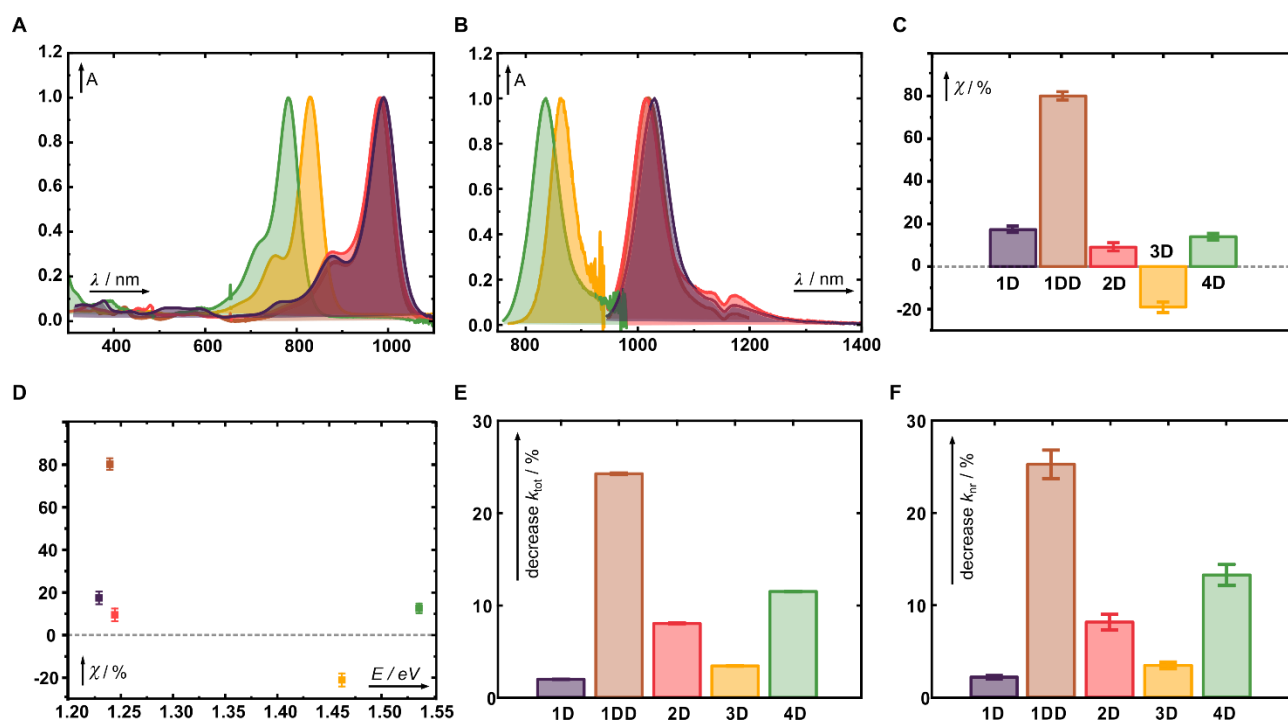 A
1.2
A
1.0
0.8
0.6
0.4
λ / nm
0.2
0.0
400
600
800
1000
B
1.2
A
1.0
0.8
0.6
0.4
λ / nm
0.2
0.0
800
1000
1200
1400
C
χ / %
80
60
40
20
3D
0
1D
1DD
2D
4D
-20
D
80
60
40
20
0
χ / %
E / eV
-20
1.20
1.25
1.30
1.35
1.40
1.45
1.50
1.55
E
30
decrease ktot / %
20
10
0
1D
1DD
2D
3D
4D
F
30
decrease knr / %
20
10
0
1D
1DD
2D
3D
4D